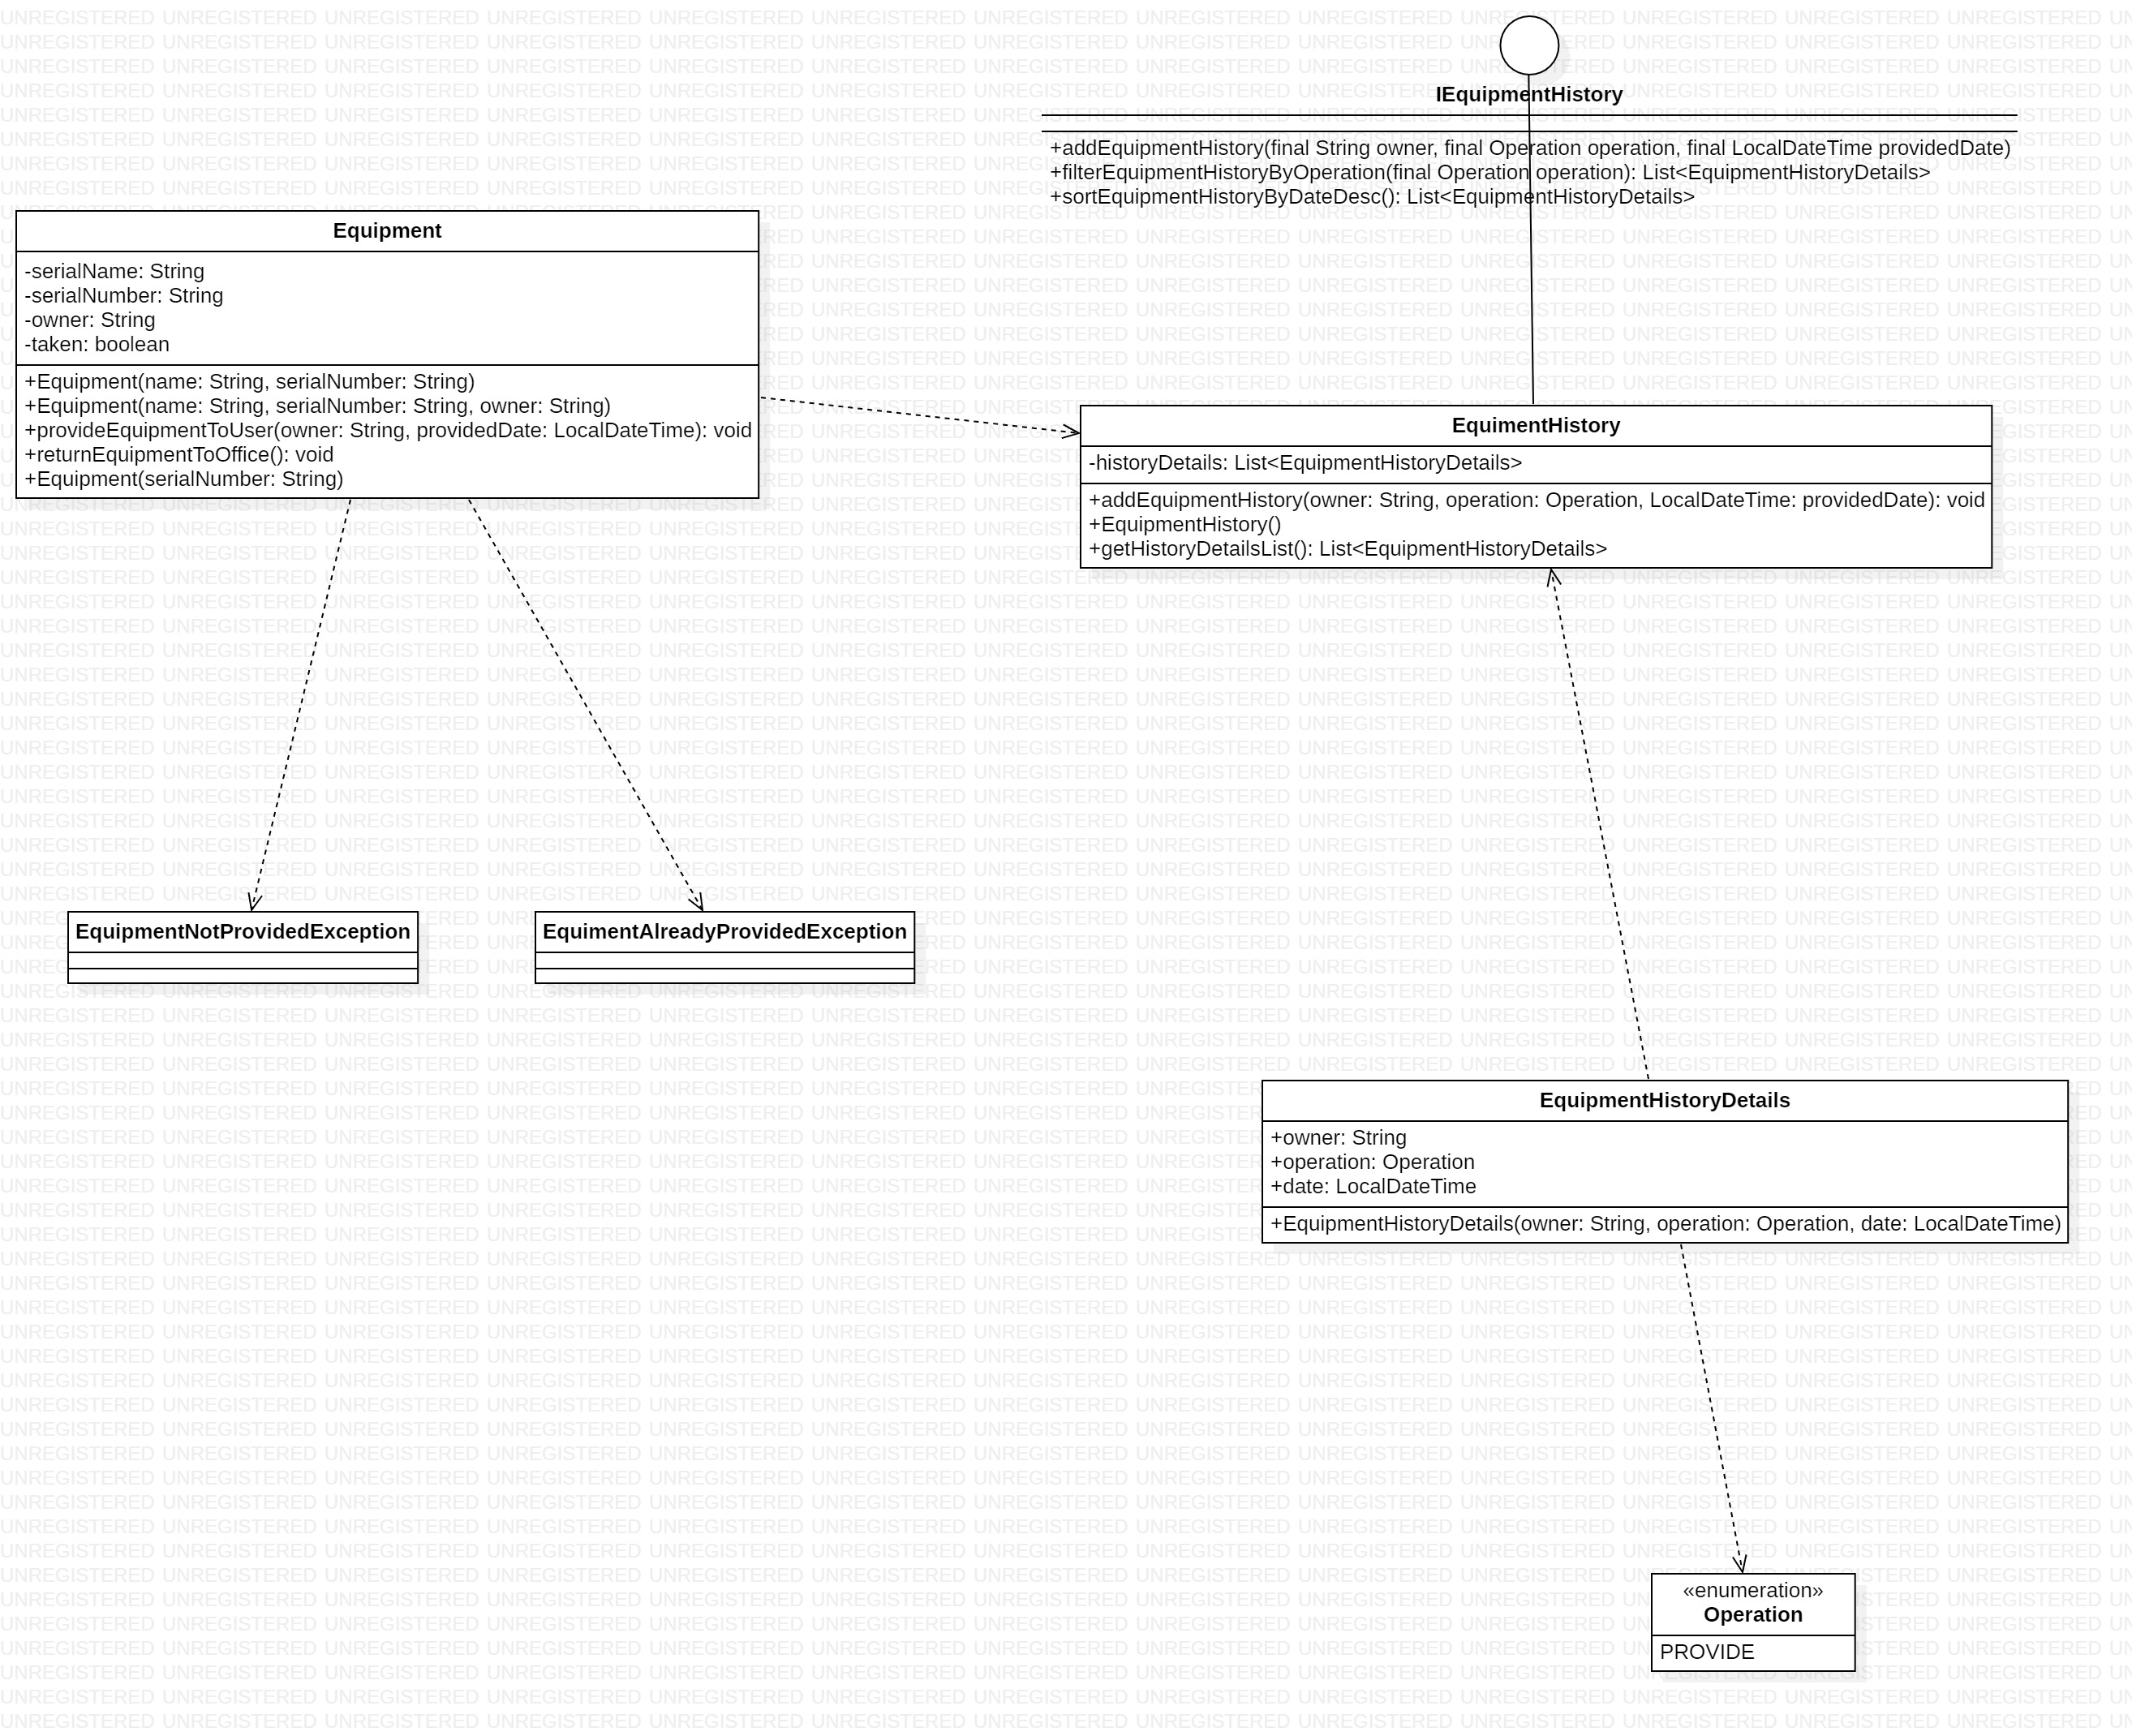 IEquipmentHistory
+addEquipmentHistory(final String owner, final Operation operation, final LocalDateTime providedDate)
+filterEquipmentHistoryByOperation(final Operation operation): List<EquipmentHistoryDetails>
+sortEquipmentHistoryByDateDesc(): List<EquipmentHistoryDetails>
Equipment
-serialName: String
-serialNumber: String
-owner: String
-taken: boolean
+Equipment(name: String, serialNumber: String)
+Equipment(name: String, serialNumber: String, owner: String)
+provideEquipmentToUser(owner: String, providedDate: LocalDateTime): void
+returnEquipmentToOffice(): void
+Equipment(serialNumber: String)
EquimentHistory
-historyDetails: List<EquipmentHistoryDetails>
+addEquipmentHistory(owner: String, operation: Operation, LocalDateTime: providedDate): void
+EquipmentHistory()
+getHistoryDetailsList(): List<EquipmentHistoryDetails>
EquipmentNotProvidedException
EquimentAlreadyProvidedException
EquipmentHistoryDetails
+owner: String
+operation: Operation
+date: LocalDateTime
+EquipmentHistoryDetails(owner: String, operation: Operation, date: LocalDateTime)
«enumeration»
Operation
PROVIDE
UNREGISTERED